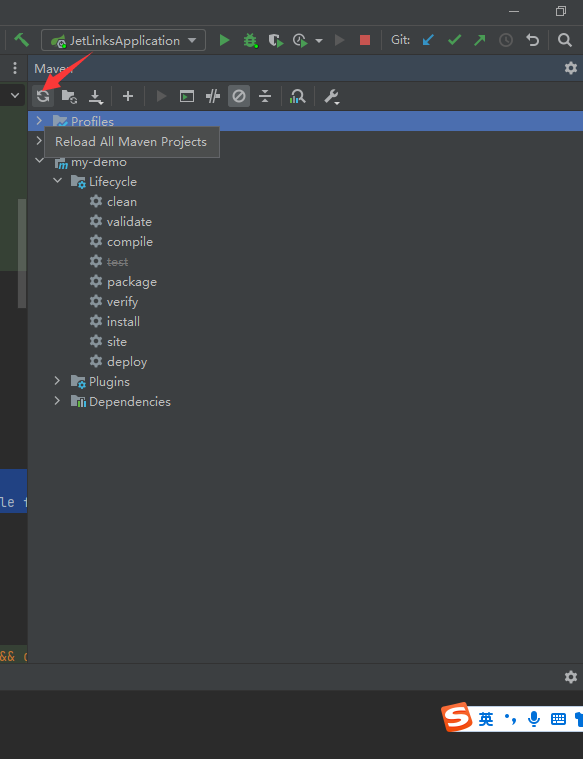 JetLinksApplication
Git:
Maven
Profiles
Reload All Maven Projects
my-demo
Lifecycle
clean
validate
compile
test
package
verify
install
site
deploy
Plugins
Dependencies
le
&&
英